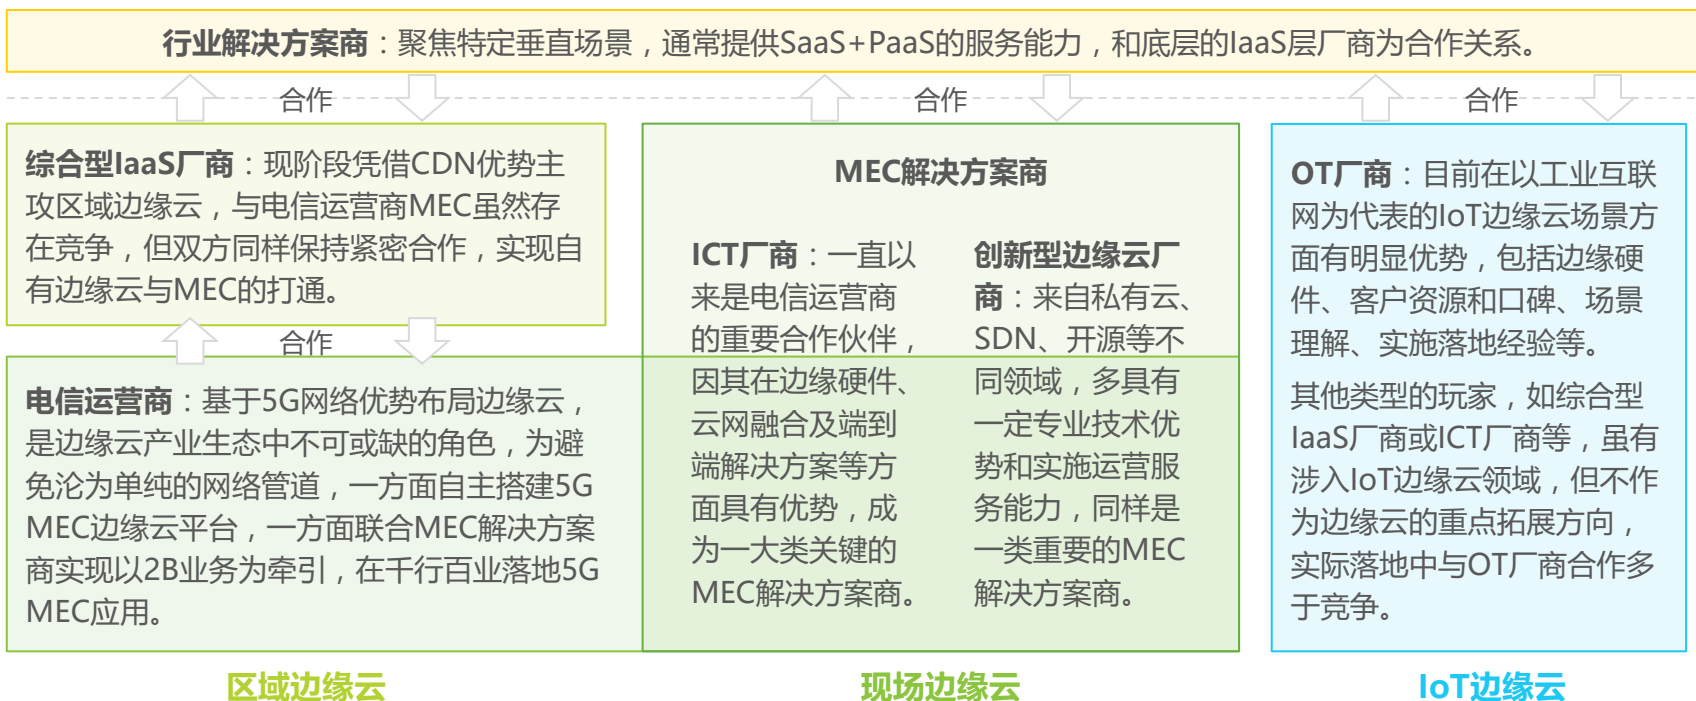 行业解决方案商：聚焦特定垂直场景，通常提供SaaS+PaaS的服务能力，和底层的IaaS层厂商为合作关系。
合作
合作
合作
综合型IaaS厂商：现阶段凭借CDN优势主
攻区域边缘云，与电信运营商MEC虽然存
在竞争，但双方同样保持紧密合作，实现自
有边缘云与MEC的打通。
合作
电信运营商：基于5G网络优势布局边缘云，
是边缘云产业生态中不可或缺的角色，为避
免沦为单纯的网络管道，一方面自主搭建5G
MEC边缘云平台，一方面联合MEC解决方案
商实现以2B业务为牵引，在千行百业落地5G
MEC应用。
MEC解决方案商
ICT厂商：一直以
来是电信运营商
的重要合作伙伴，
因其在边缘硬件、
云网融合及端到
端解决方案等方
面具有优势，成
为一大类关键的
MEC解决方案商。
创新型边缘云厂
商：来自私有云、
SDN、开源等不
同领域，多具有
一定专业技术优
势和实施运营服
务能力，同样是
一类重要的MEC
解决方案商。
OT厂商：目前在以工业互联
网为代表的IoT边缘云场景方
面有明显优势，包括边缘硬
件、客户资源和口碑、场景
理解、实施落地经验等。
其他类型的玩家，如综合型
IaaS厂商或ICT厂商等，虽有
涉入IoT边缘云领域，但不作
为边缘云的重点拓展方向，
实际落地中与OT厂商合作多
于竞争。
区域边缘云
现场边缘云
IoT边缘云